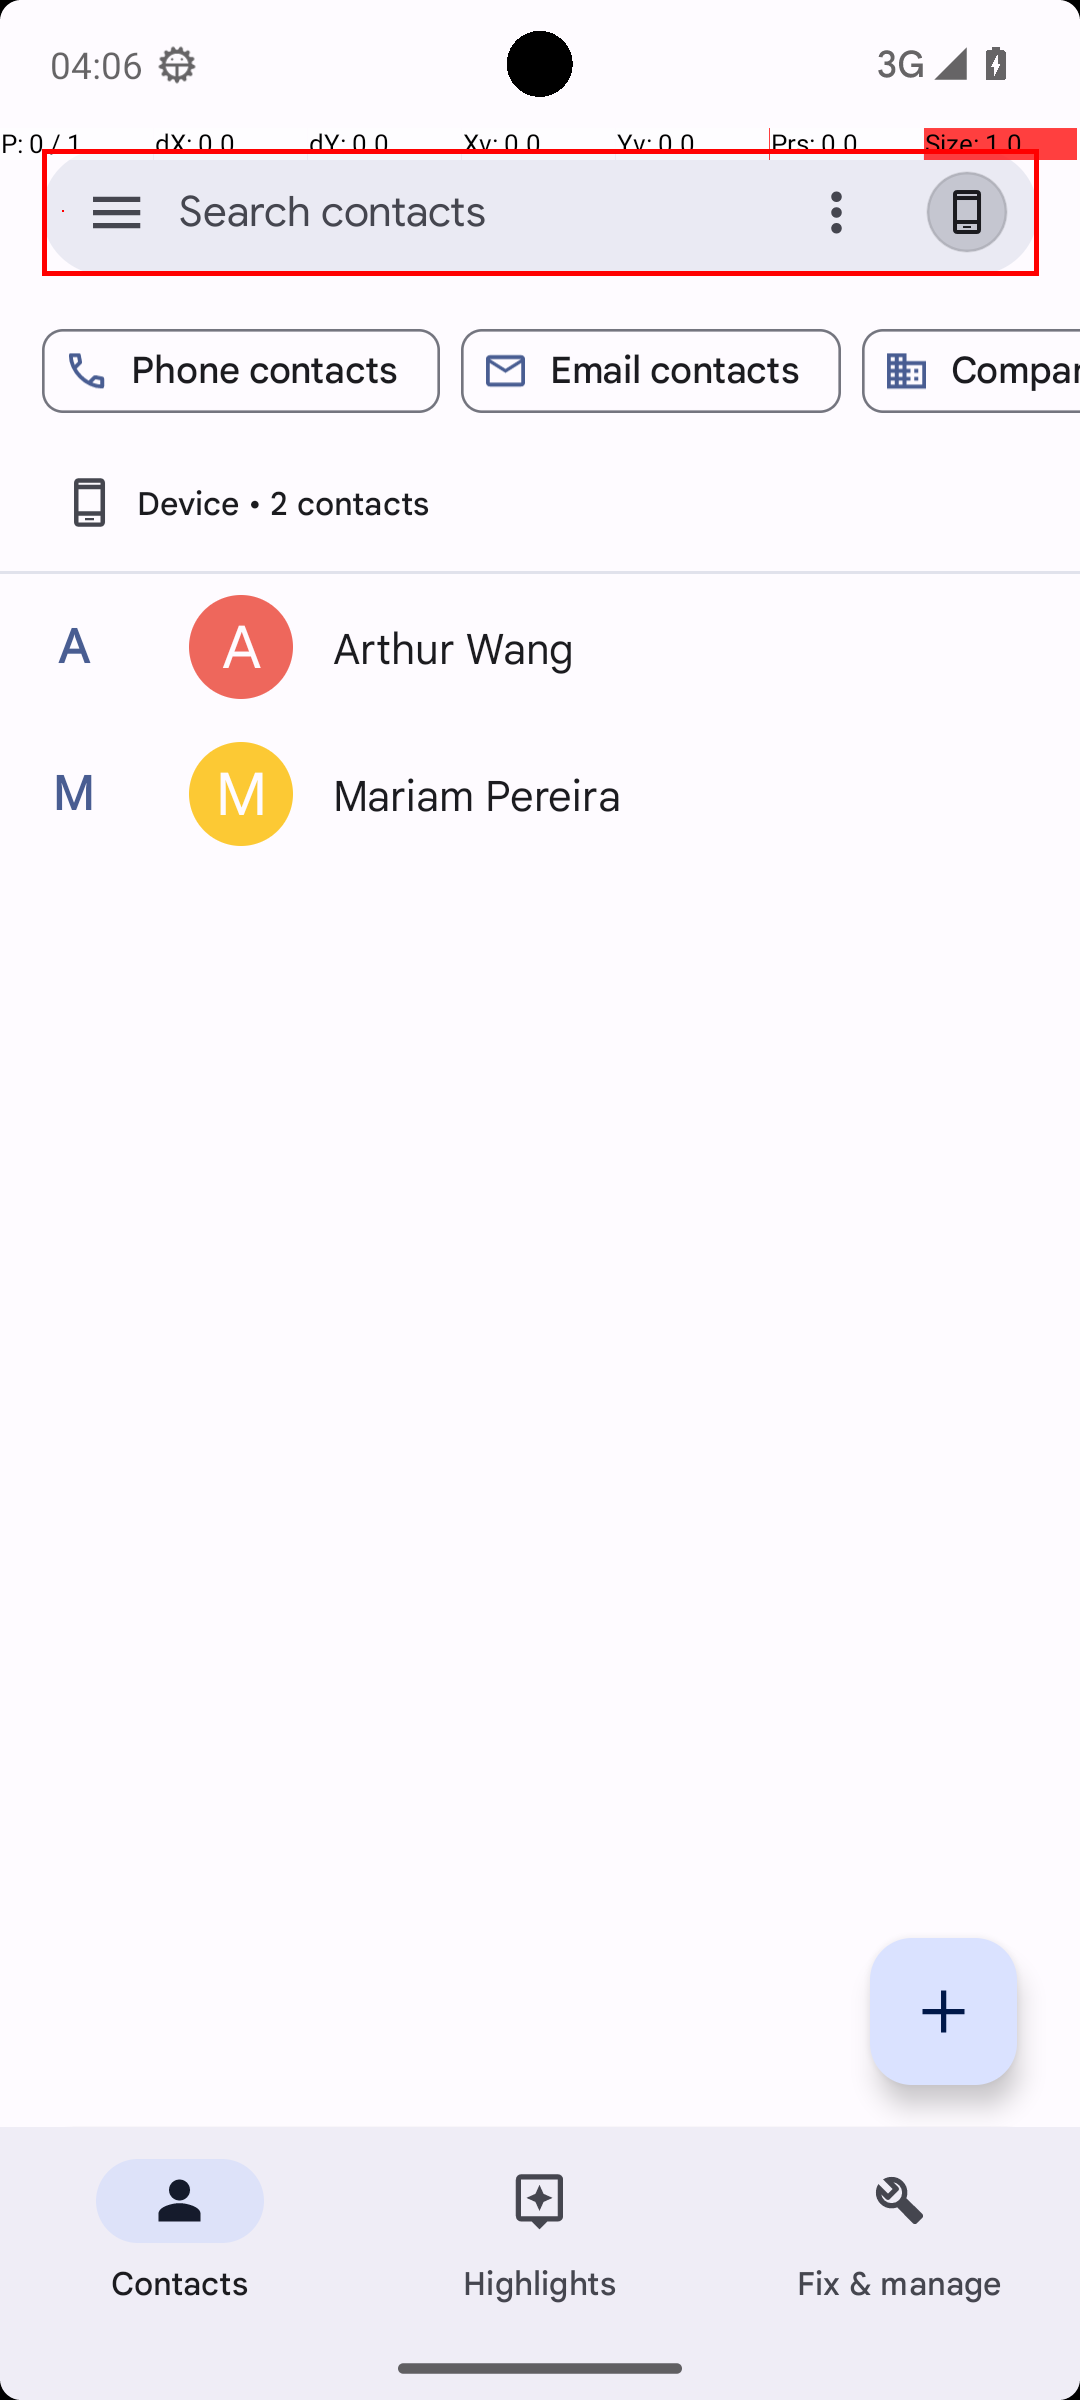 04:06
3G
P: 0 / 1 dX: 0.0 dY: 0.0 Xv: 0.0 Yv: 0.0 Prs: 0.0 Size: 1.0
Search contacts
Phone contacts Email contacts Compan
Device • 2 contacts
A A Arthur Wang
M M Mariam Pereira
Contacts Highlights Fix & manage